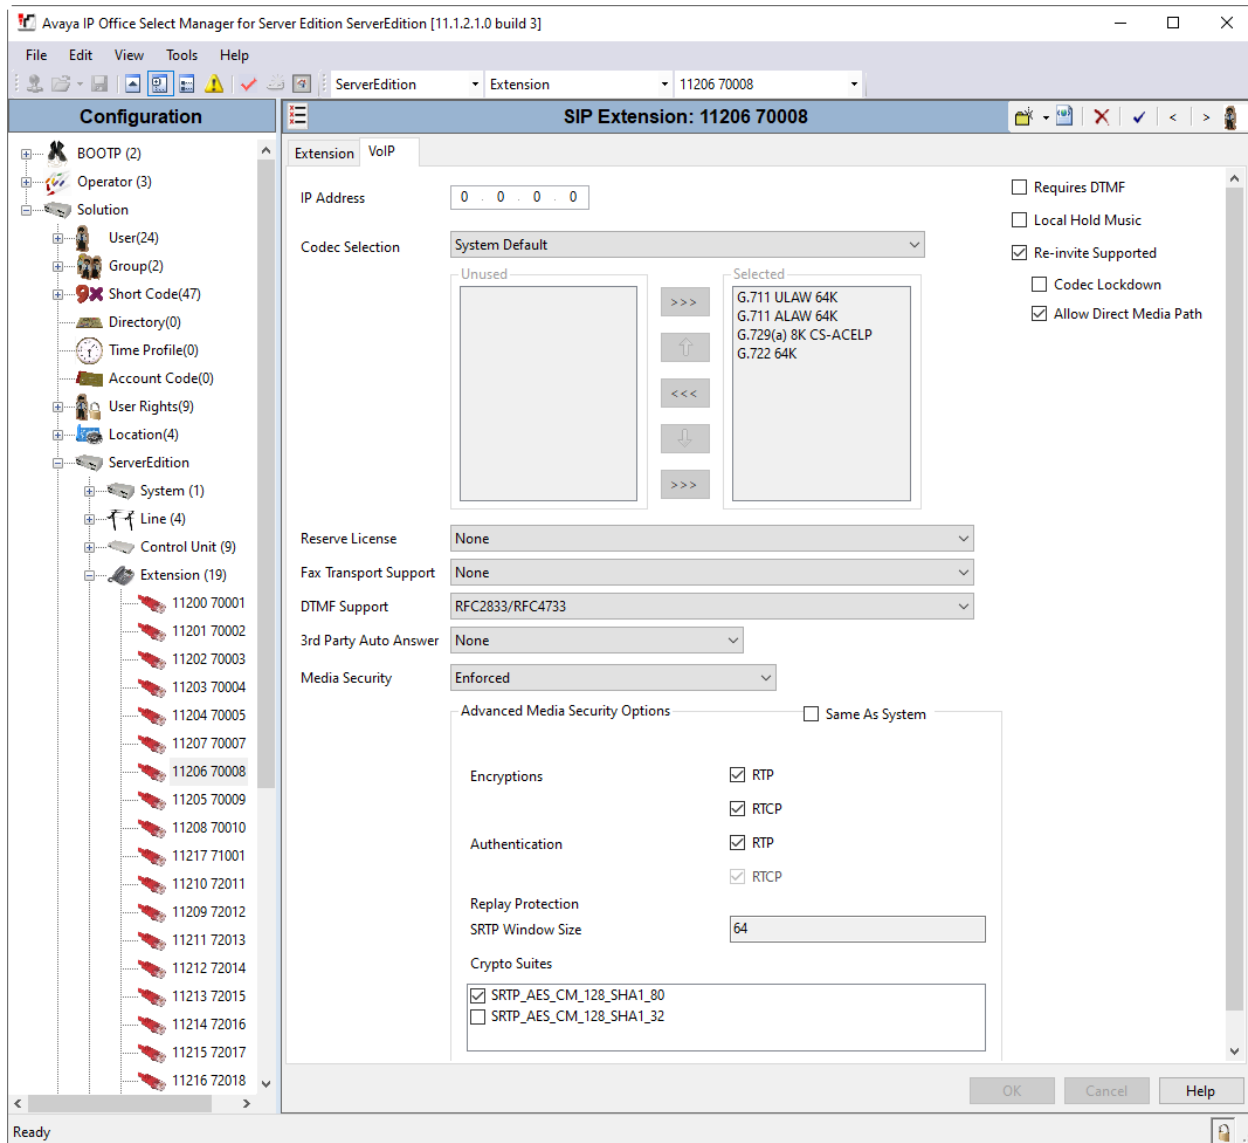 Avaya IP Office Select Manager for Server Edition ServerEdition [11.1.2.1.0 build 3]
File Edit View Tools Help
ServerEdition Extension 11206 70008
Configuration
BOOTP (2)
Operator (3)
Solution
User(24)
Group(2)
Short Code(47)
Directory(0)
Time Profile(0)
Account Code(0)
User Rights(9)
Location(4)
ServerEdition
System (1)
Line (4)
Control Unit (9)
Extension (19)
11200 70001
11201 70002
11202 70003
11203 70004
11204 70005
11207 70007
11206 70008
11205 70009
11208 70010
11217 71001
11210 72011
11209 72012
11211 72013
11212 72014
11213 72015
11214 72016
11215 72017
11216 72018
SIP Extension: 11206 70008
Extension VoIP
IP Address 0 . 0 . 0 . 0
Codec Selection System Default
Unused Selected
>>>
<<<
>>>
G.711 ULAW 64K
G.711 ALAW 64K
G.729(a) 8K CS-ACELP
G.722 64K
Requires DTMF
Local Hold Music
Re-invite Supported
Codec Lockdown
Allow Direct Media Path
Reserve License None
Fax Transport Support None
DTMF Support RFC2833/RFC4733
3rd Party Auto Answer None
Media Security Enforced
Advanced Media Security Options Same As System
Encryptions RTP
RTCP
Authentication RTP
RTCP
Replay Protection
SRTP Window Size 64
Crypto Suites
SRTP_AES_CM_128_SHA1_80
SRTP_AES_CM_128_SHA1_32
OK Cancel Help
Ready